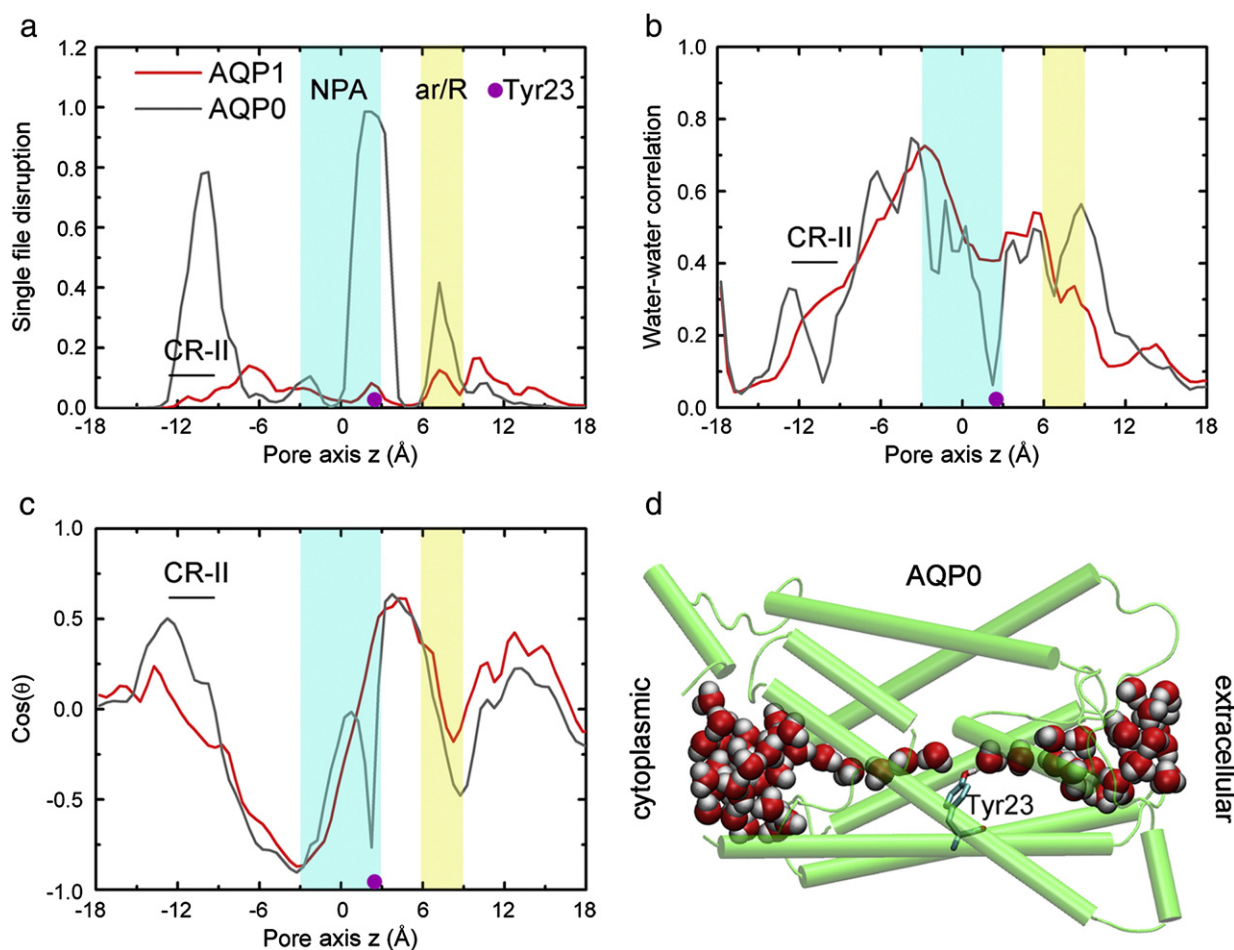 a
1.2
1.0
0.8
0.6
0.4
0.2
0.0
Single file disruption
AQP1
AQP0
NPA
ar/R
Tyr23
CR-II
-18 -12 -6 0 6 12 18
Pore axis z (Å)
b
1.0
0.8
0.6
0.4
0.2
0.0
Water-water correlation
CR-II
-18 -12 -6 0 6 12 18
Pore axis z (Å)
c
1.0
0.5
0.0
-0.5
-1.0
Cos(θ)
CR-II
-18 -12 -6 0 6 12 18
Pore axis z (Å)
d
AQP0
cytoplasmic
extracellular
Tyr23